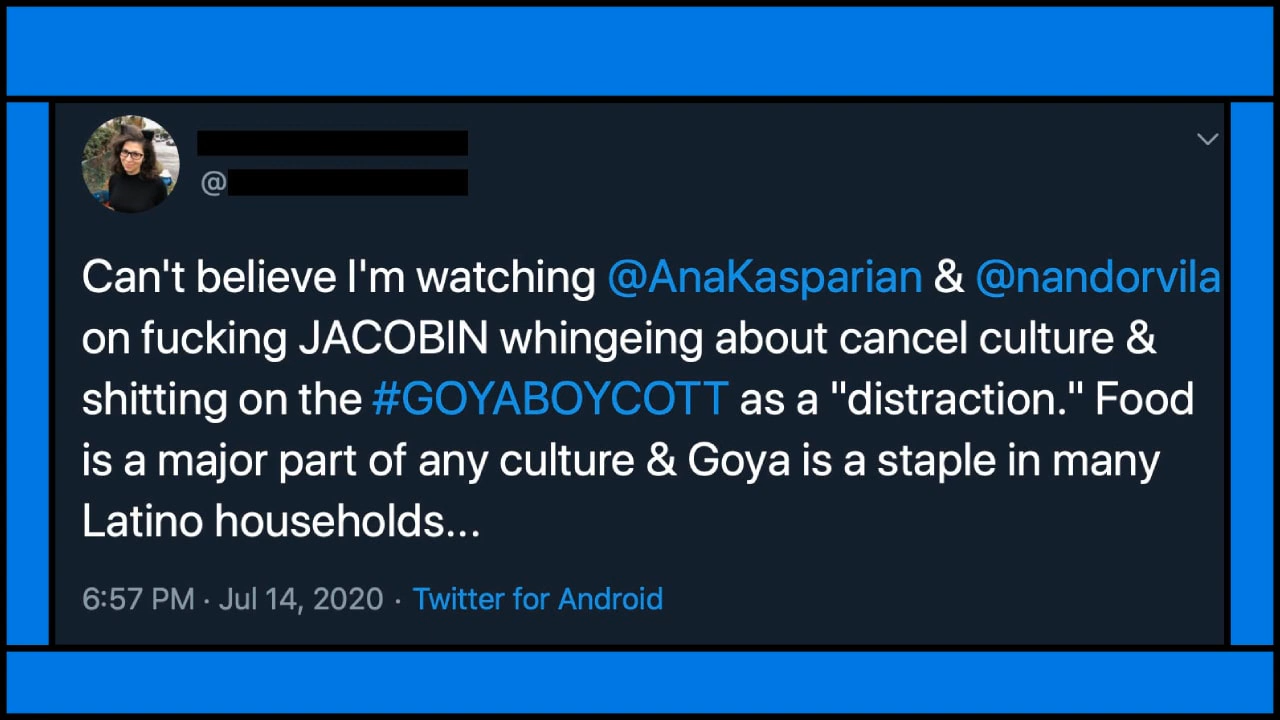 @
Can't believe I'm watching @AnaKasparian & @nandorvila
on fucking JACOBIN whingeing about cancel culture &
shitting on the #GOYABOYCOTT as a "distraction." Food
is a major part of any culture & Goya is a staple in many
Latino households...
6:57 PM · Jul 14, 2020 · Twitter for Android